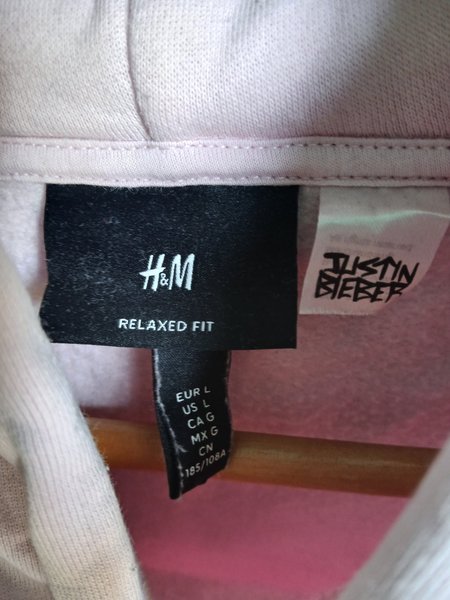 H&M
RELAXED FIT
EUR L
US L
CA G
MX G
CN
185/108A
JUSTIN
BIEBER